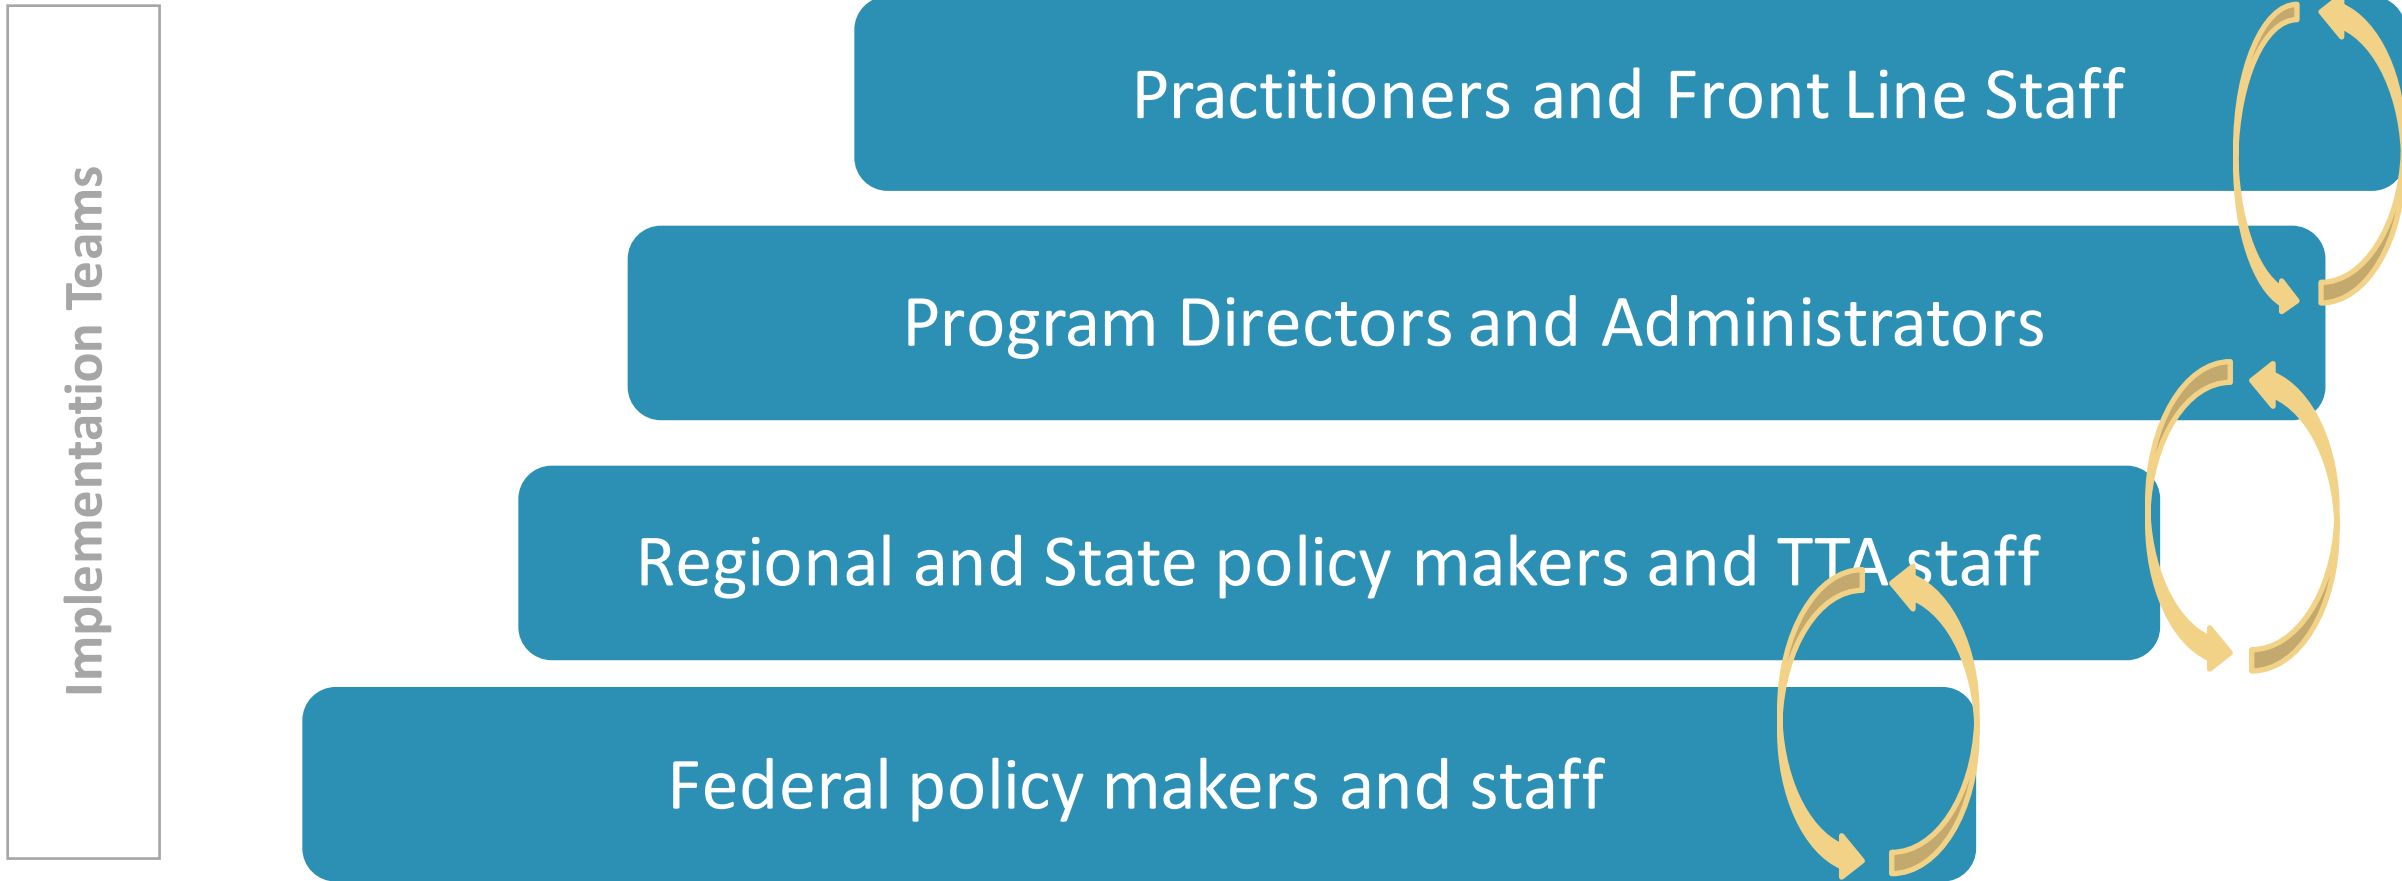 Implementation Teams
Practitioners and Front Line Staff
Program Directors and Administrators
Regional and State policy makers and TTA staff
Federal policy makers and staff